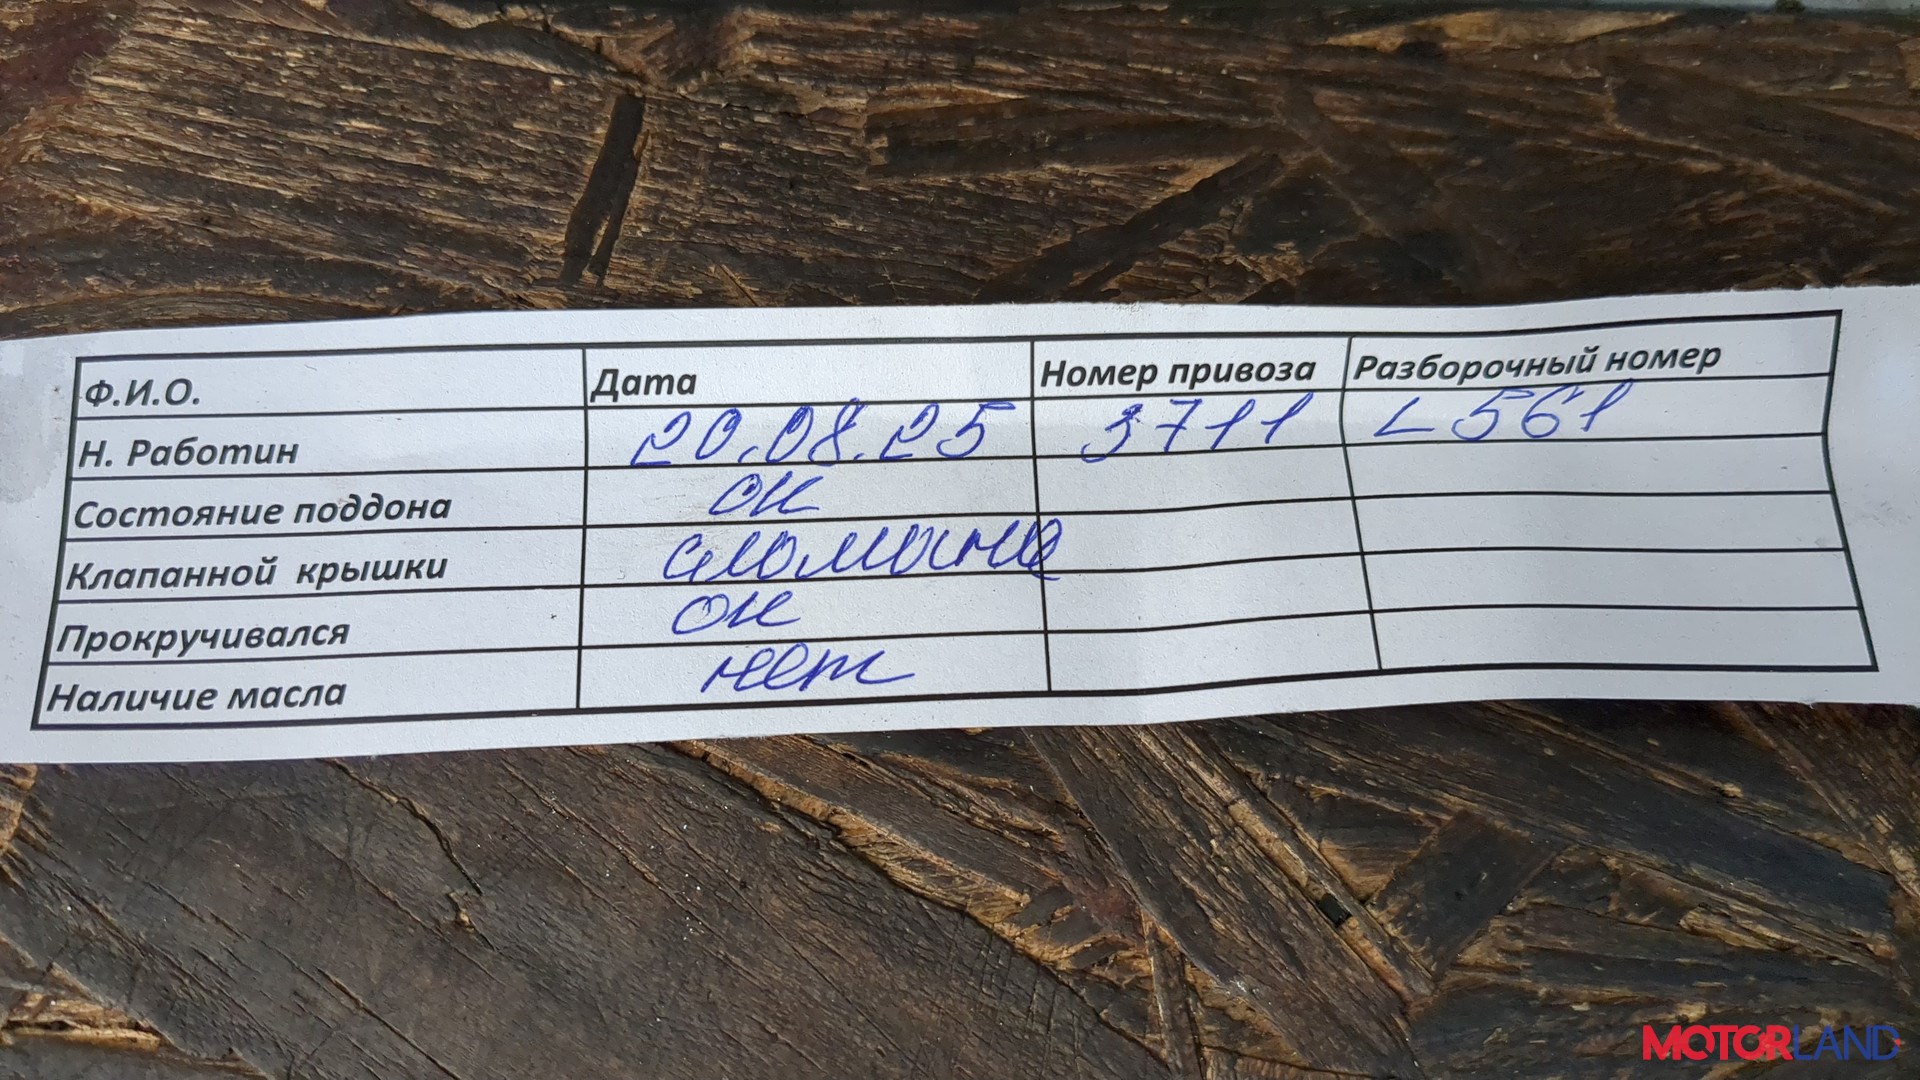 Ф.И.О. Дата Номер привоза Разборочный номер
Н. Работин 20.08.25 3711 L561
Состояние поддона ок
Клапанной крышки сломана
Прокручивался ок
Наличие масла нет
MOTORLAND